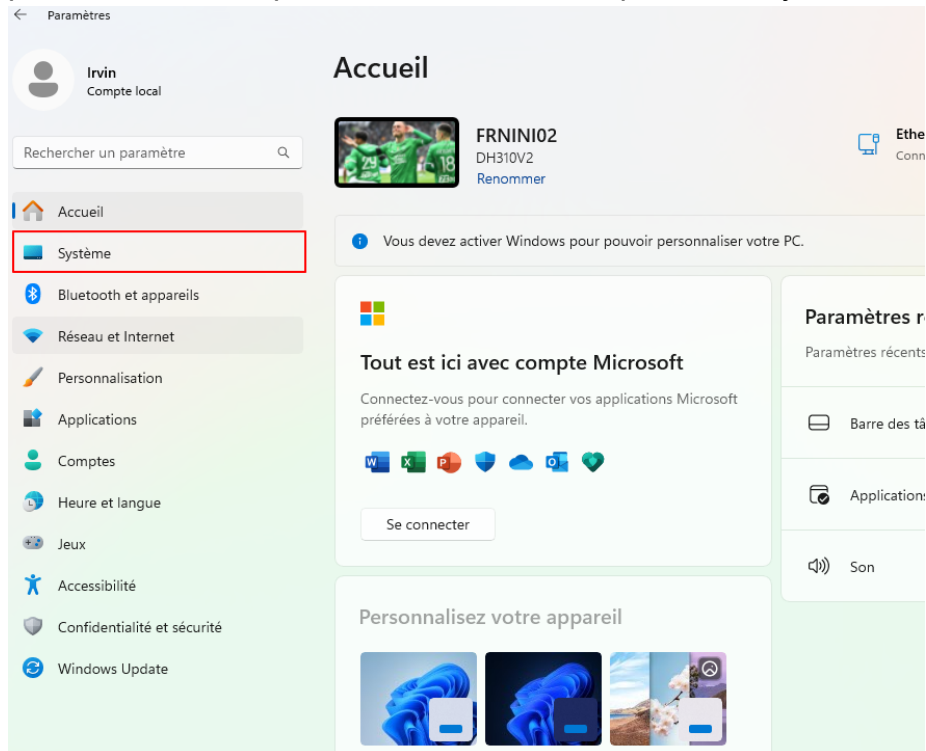 Paramètres
Irvin
Compte local
Rechercher un paramètre
Accueil
Système
Bluetooth et appareils
Réseau et Internet
Personnalisation
Applications
Comptes
Heure et langue
Jeux
Accessibilité
Confidentialité et sécurité
Windows Update
Accueil
FRNINI02
DH310V2
Renommer
Ethe
Conn
Vous devez activer Windows pour pouvoir personnaliser votre PC.
Tout est ici avec compte Microsoft
Connectez-vous pour connecter vos applications Microsoft
préférées à votre appareil.
Se connecter
Personnalisez votre appareil
Paramètres r
Paramètres récents
Barre des tâ
Applications
Son